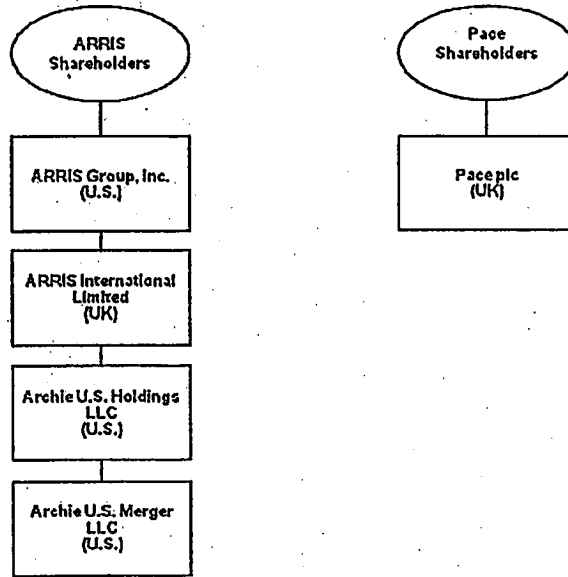 ARRIS
Shareholders
Pace
Shareholders
ARRIS Group, Inc.
(U.S.)
Pace plc
(UK)
ARRIS International
Limited
(UK)
Archie U.S. Holdings
LLC
(U.S.)
Archie U.S. Merger
LLC
(U.S.)